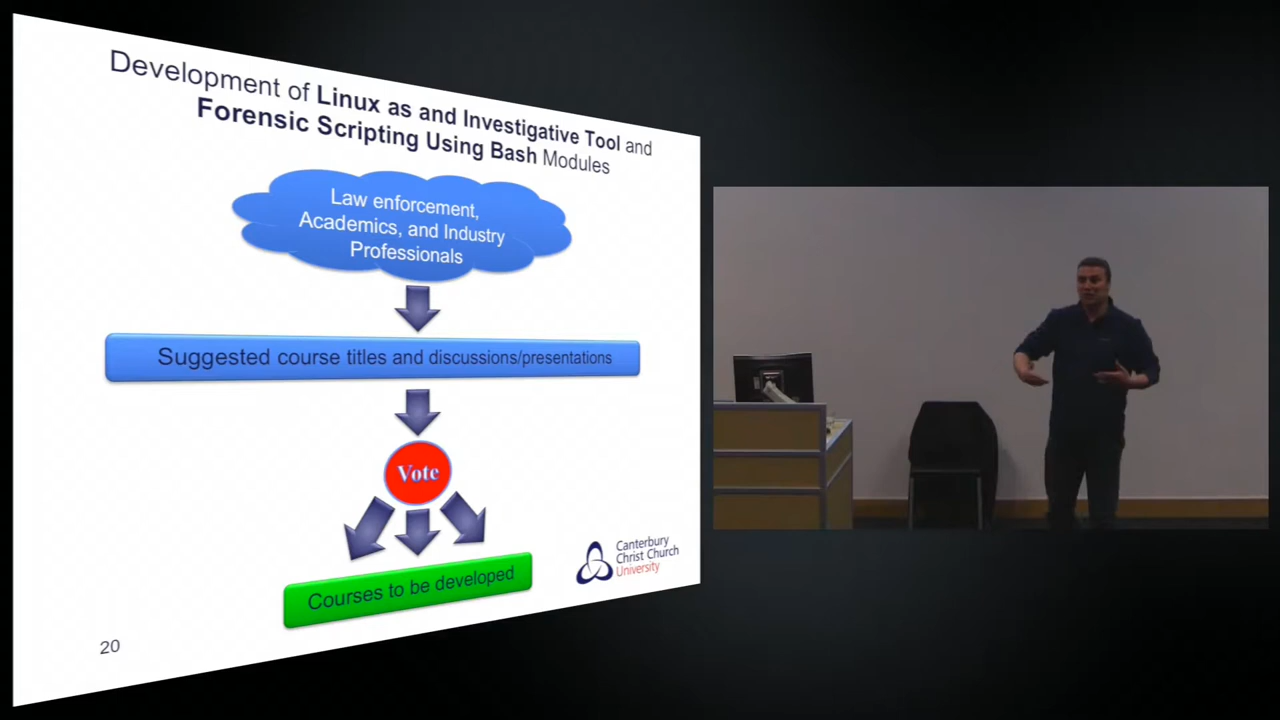 Development of Linux as and Investigative Tool and
Forensic Scripting Using Bash Modules
Law enforcement,
Academics, and Industry
Professionals
Suggested course titles and discussions/presentations
Vote
Courses to be developed
Canterbury
Christ Church
University
20